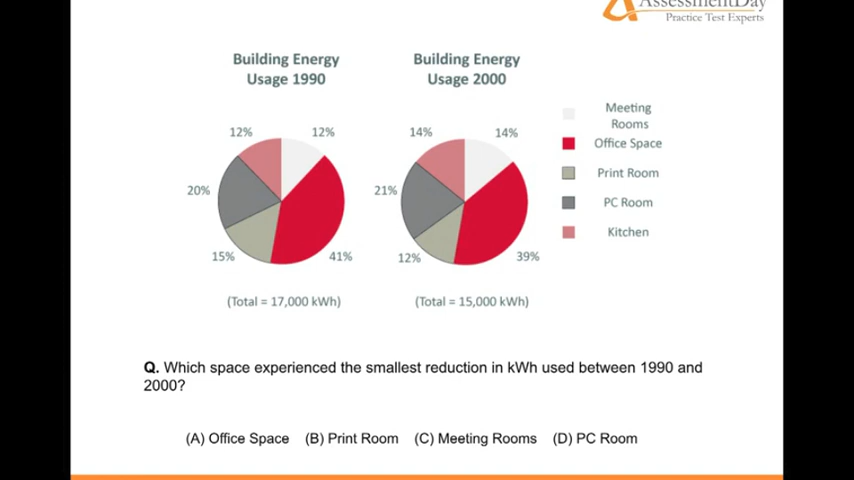 AssessmentDay
Practice Test Experts
Building Energy
Usage 1990
Building Energy
Usage 2000
12%
12%
20%
15%
41%
14%
14%
21%
12%
39%
(Total = 17,000 kWh)
(Total = 15,000 kWh)
Meeting
Rooms
Office Space
Print Room
PC Room
Kitchen
Q. Which space experienced the smallest reduction in kWh used between 1990 and
2000?
(A) Office Space (B) Print Room (C) Meeting Rooms (D) PC Room